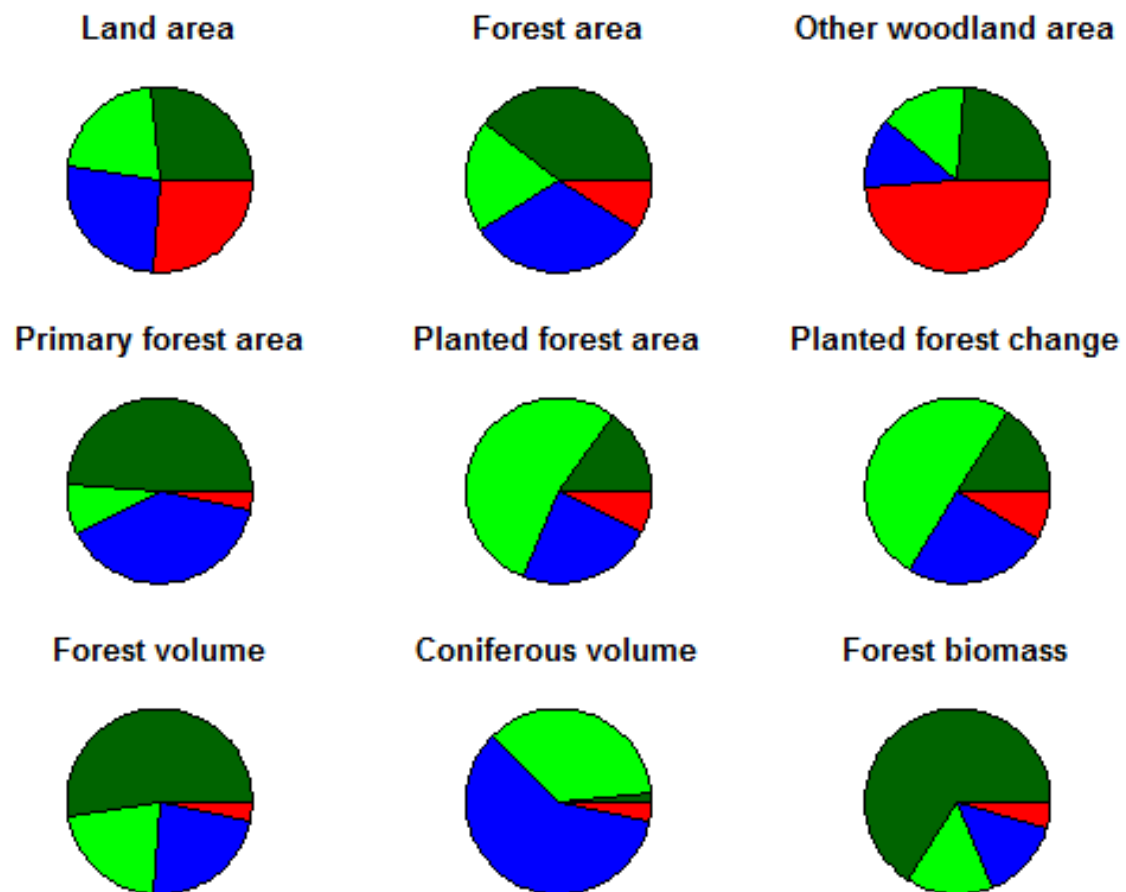 Land area
Forest area
Other woodland area
Primary forest area
Planted forest area
Planted forest change
Forest volume
Coniferous volume
Forest biomass